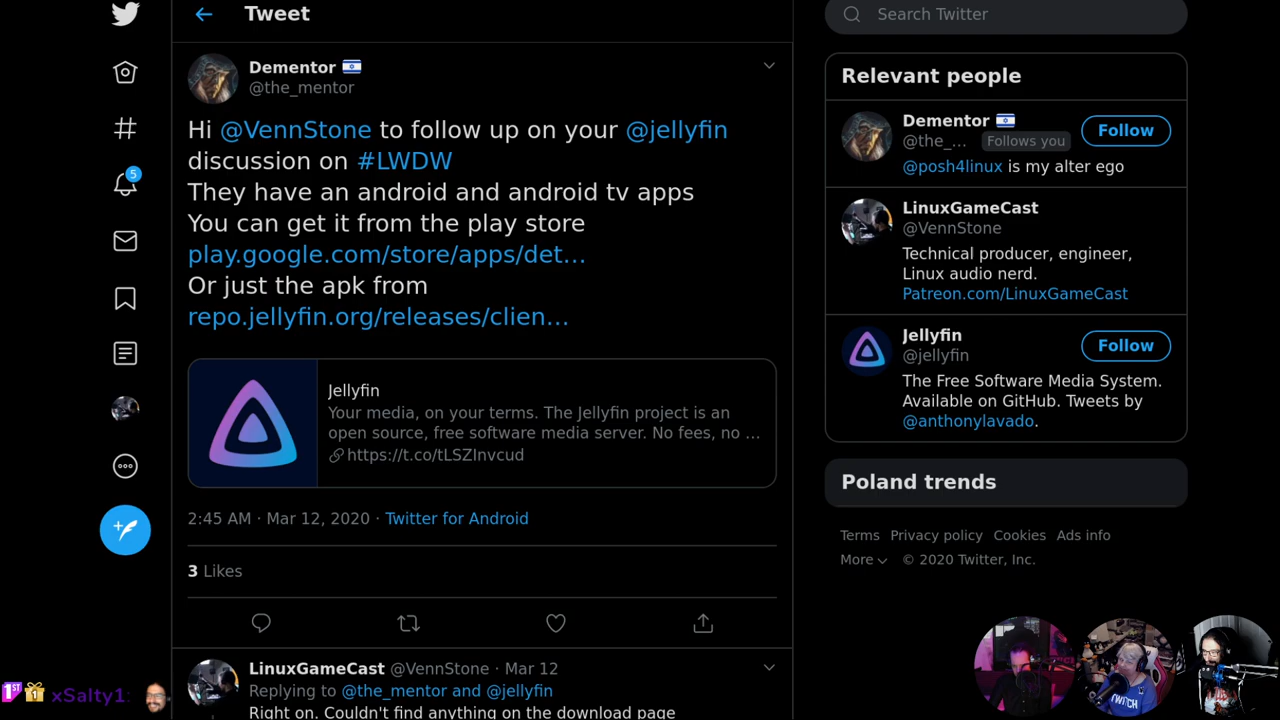 Tweet
Search Twitter
Dementor
@the_mentor
Hi @VennStone to follow up on your @jellyfin
discussion on #LWDW
They have an android and android tv apps
You can get it from the play store
play.google.com/store/apps/det...
Or just the apk from
repo.jellyfin.org/releases/clien...
Jellyfin
Your media, on your terms. The Jellyfin project is an
open source, free software media server. No fees, no ...
https://t.co/tLSZInvcud
2:45 AM · Mar 12, 2020 · Twitter for Android
3 Likes
LinuxGameCast @VennStone · Mar 12
Replying to @the_mentor and @jellyfin
Right on. Couldn't find anything on the download page
5
Relevant people
Dementor
@the_... Follows you
Follow
@posh4linux is my alter ego
LinuxGameCast
@VennStone
Technical producer, engineer,
Linux audio nerd.
Patreon.com/LinuxGameCast
Jellyfin
@jellyfin
Follow
The Free Software Media System.
Available on GitHub. Tweets by
@anthonylavado.
Poland trends
Terms Privacy policy Cookies Ads info
More © 2020 Twitter, Inc.
1ST 1 xSalty1:
TWITCH